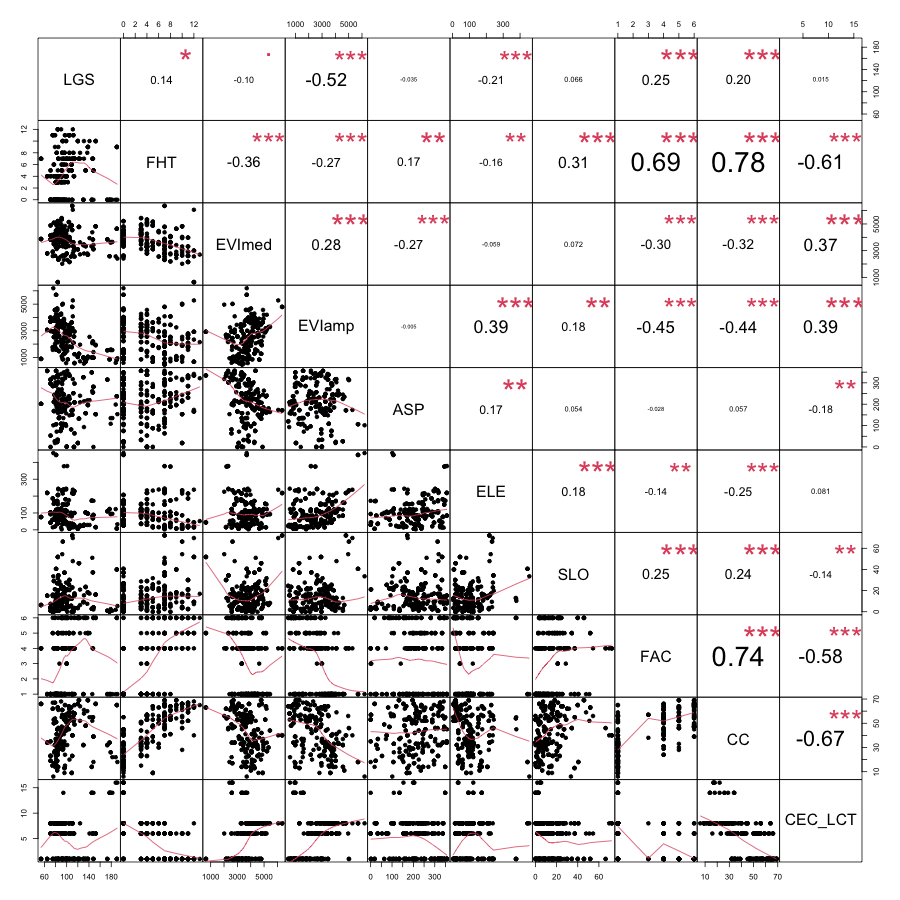 0 2 4 6 8 12 1000 3000 5000 0 100 300 1 2 3 4 5 6 5 10 15
* . *** *** *** ***
LGS 0.14 -0.10 -0.52 -0.035 -0.21 0.066 0.25 0.20 0.015 60 100 140 180
*** *** ** ** *** *** *** ***
0 2 4 6 8 12 FHT -0.36 -0.27 0.17 -0.16 0.31 0.69 0.78 -0.61
*** *** *** *** ***
EVImed 0.28 -0.27 -0.059 0.072 -0.30 -0.32 0.37 1000 3000 5000
*** ** *** *** ***
1000 3000 5000 EVIamp -0.005 0.39 0.18 -0.45 -0.44 0.39
** **
ASP 0.17 0.054 -0.028 0.057 -0.18 0 100 200 300
*** ** ***
0 100 300 ELE 0.18 -0.14 -0.25 0.081
*** *** **
SLO 0.25 0.24 -0.14 0 20 40 60
*** ***
1 2 3 4 5 6 FAC 0.74 -0.58
***
CC -0.67 10 30 50 70
5 10 15 CEC_LCT
60 100 140 180 1000 3000 5000 0 100 200 300 0 20 40 60 10 30 50 70